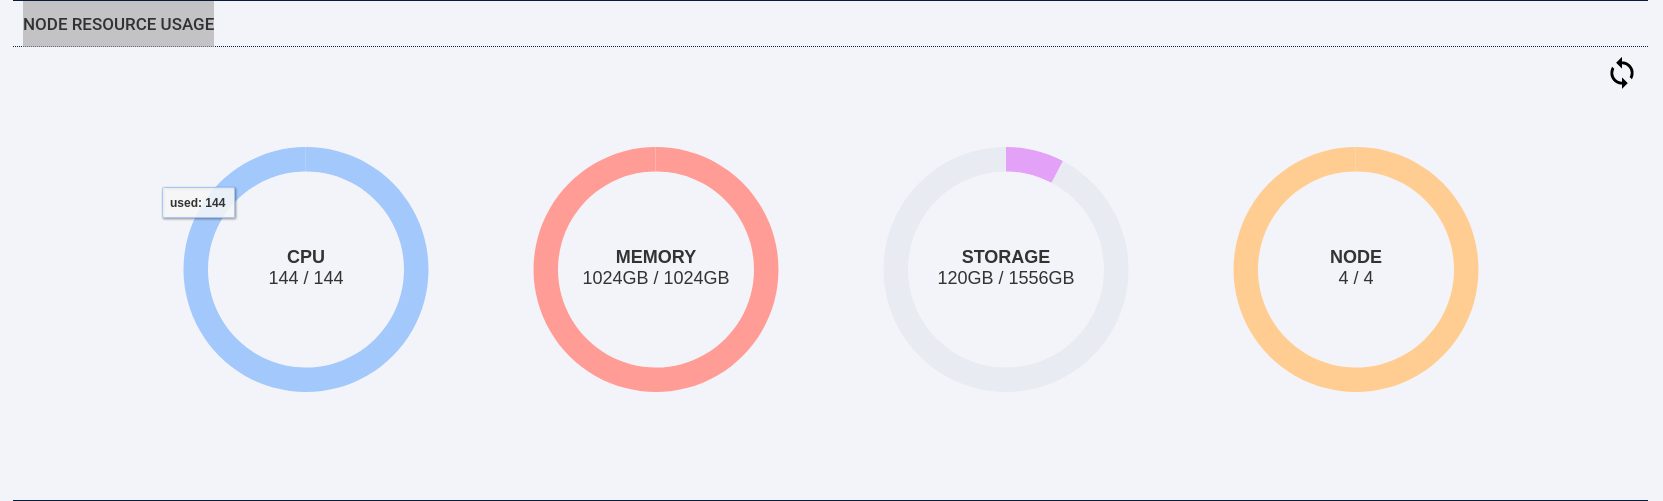 NODE RESOURCE USAGE
used: 144
CPU
144 / 144
MEMORY
1024GB / 1024GB
STORAGE
120GB / 1556GB
NODE
4 / 4